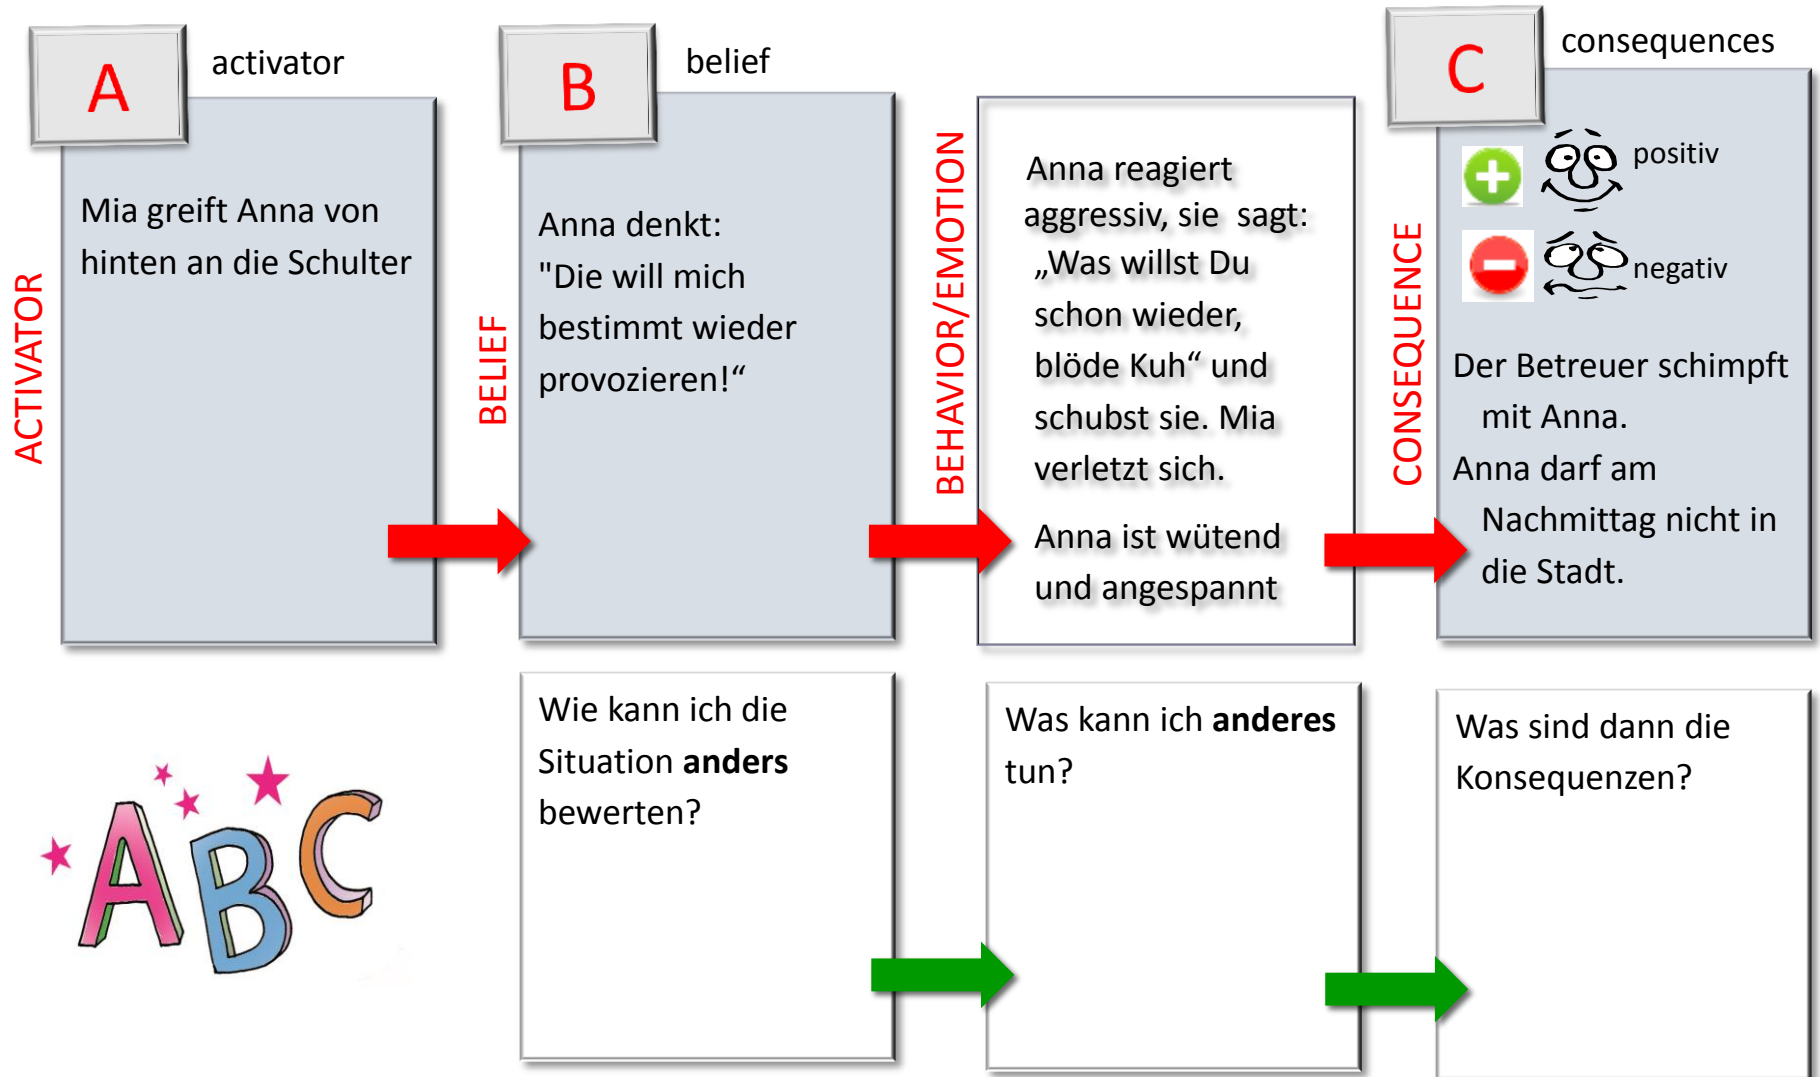 A
activator
ACTIVATOR
Mia greift Anna von
hinten an die Schulter
B
belief
BELIEF
Anna denkt:
"Die will mich
bestimmt wieder
provozieren!“
BEHAVIOR/EMOTION
Anna reagiert
aggressiv, sie sagt:
„Was willst Du
schon wieder,
blöde Kuh“ und
schubst sie. Mia
verletzt sich.
Anna ist wütend
und angespannt
C
consequences
CONSEQUENCE
positiv
negativ
Der Betreuer schimpft
mit Anna.
Anna darf am
Nachmittag nicht in
die Stadt.
ABC
Wie kann ich die
Situation anders
bewerten?
Was kann ich anderes
tun?
Was sind dann die
Konsequenzen?